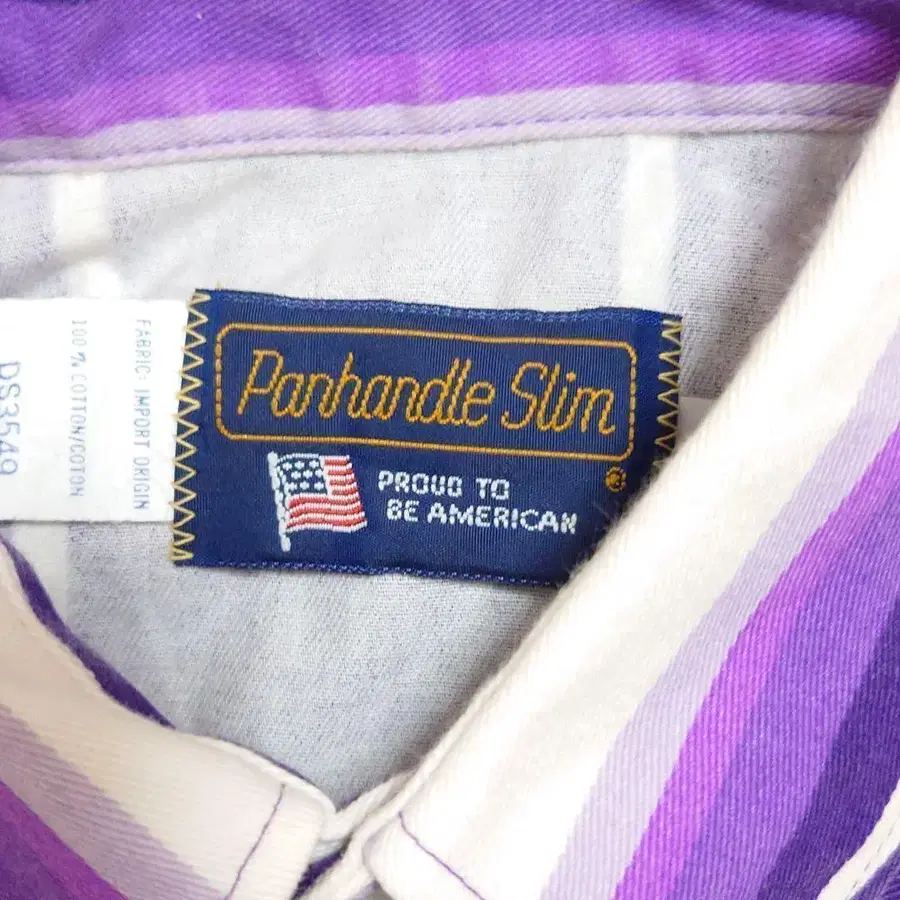 Panhandle Slim
®
PROUD TO
BE AMERICAN
FABRIC: IMPORT ORIGIN
100% COTTON/COTON
DS3549